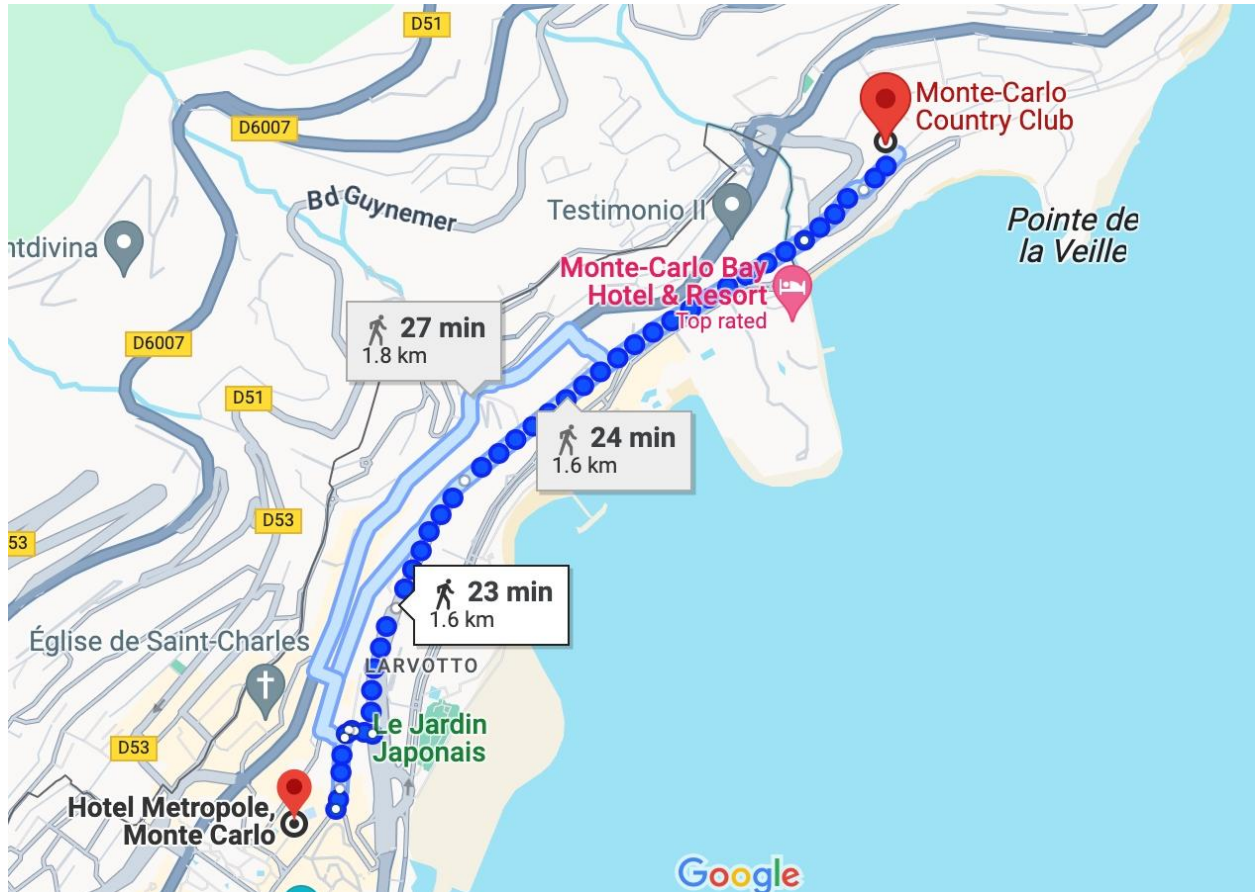 D51
Monte-Carlo
Country Club
D6007
Bd Guynemer
Testimonio II
Pointe de
la Veille
ntdivina
Monte-Carlo Bay
Hotel & Resort
Top rated
27 min
1.8 km
D6007
D51
24 min
1.6 km
D53
53
23 min
1.6 km
Église de Saint-Charles
LARVOTTO
Le Jardin
Japonais
D53
Hotel Metropole,
Monte Carlo
Google